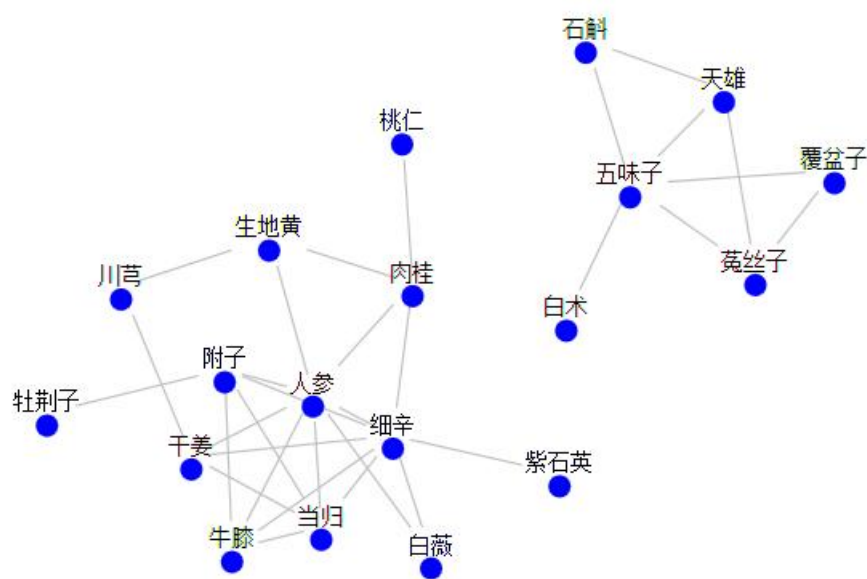 石斛
天雄
桃仁
覆盆子
五味子
生地黄
菟丝子
川芎
肉桂
白术
附子
人参
牡荆子
细辛
干姜
紫石英
当归
牛膝
白薇